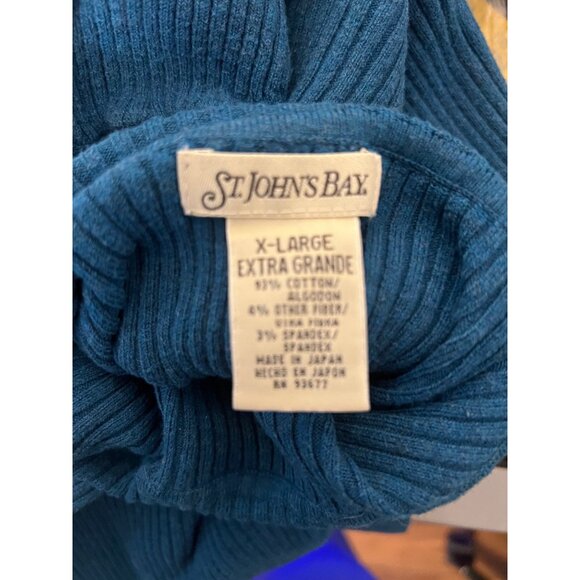 ST. JOHN'S BAY.
X-LARGE
EXTRA GRANDE
93% COTTON/
ALGODON
4% OTHER FIBER/
OTRA FIBRA
3% SPANDEX/
SPANDEX
MADE IN JAPAN
HECHO EN JAPON
RN 93677